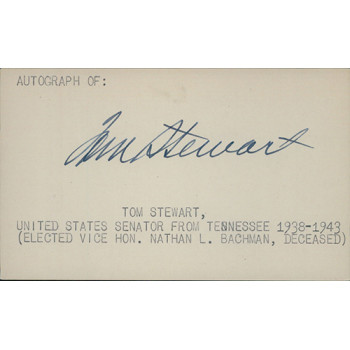 AUTOGRAPH OF:
Tom Stewart
TOM STEWART,
UNITED STATES SENATOR FROM TENNESSEE 1938-1943
(ELECTED VICE HON. NATHAN L. BACHMAN, DECEASED)